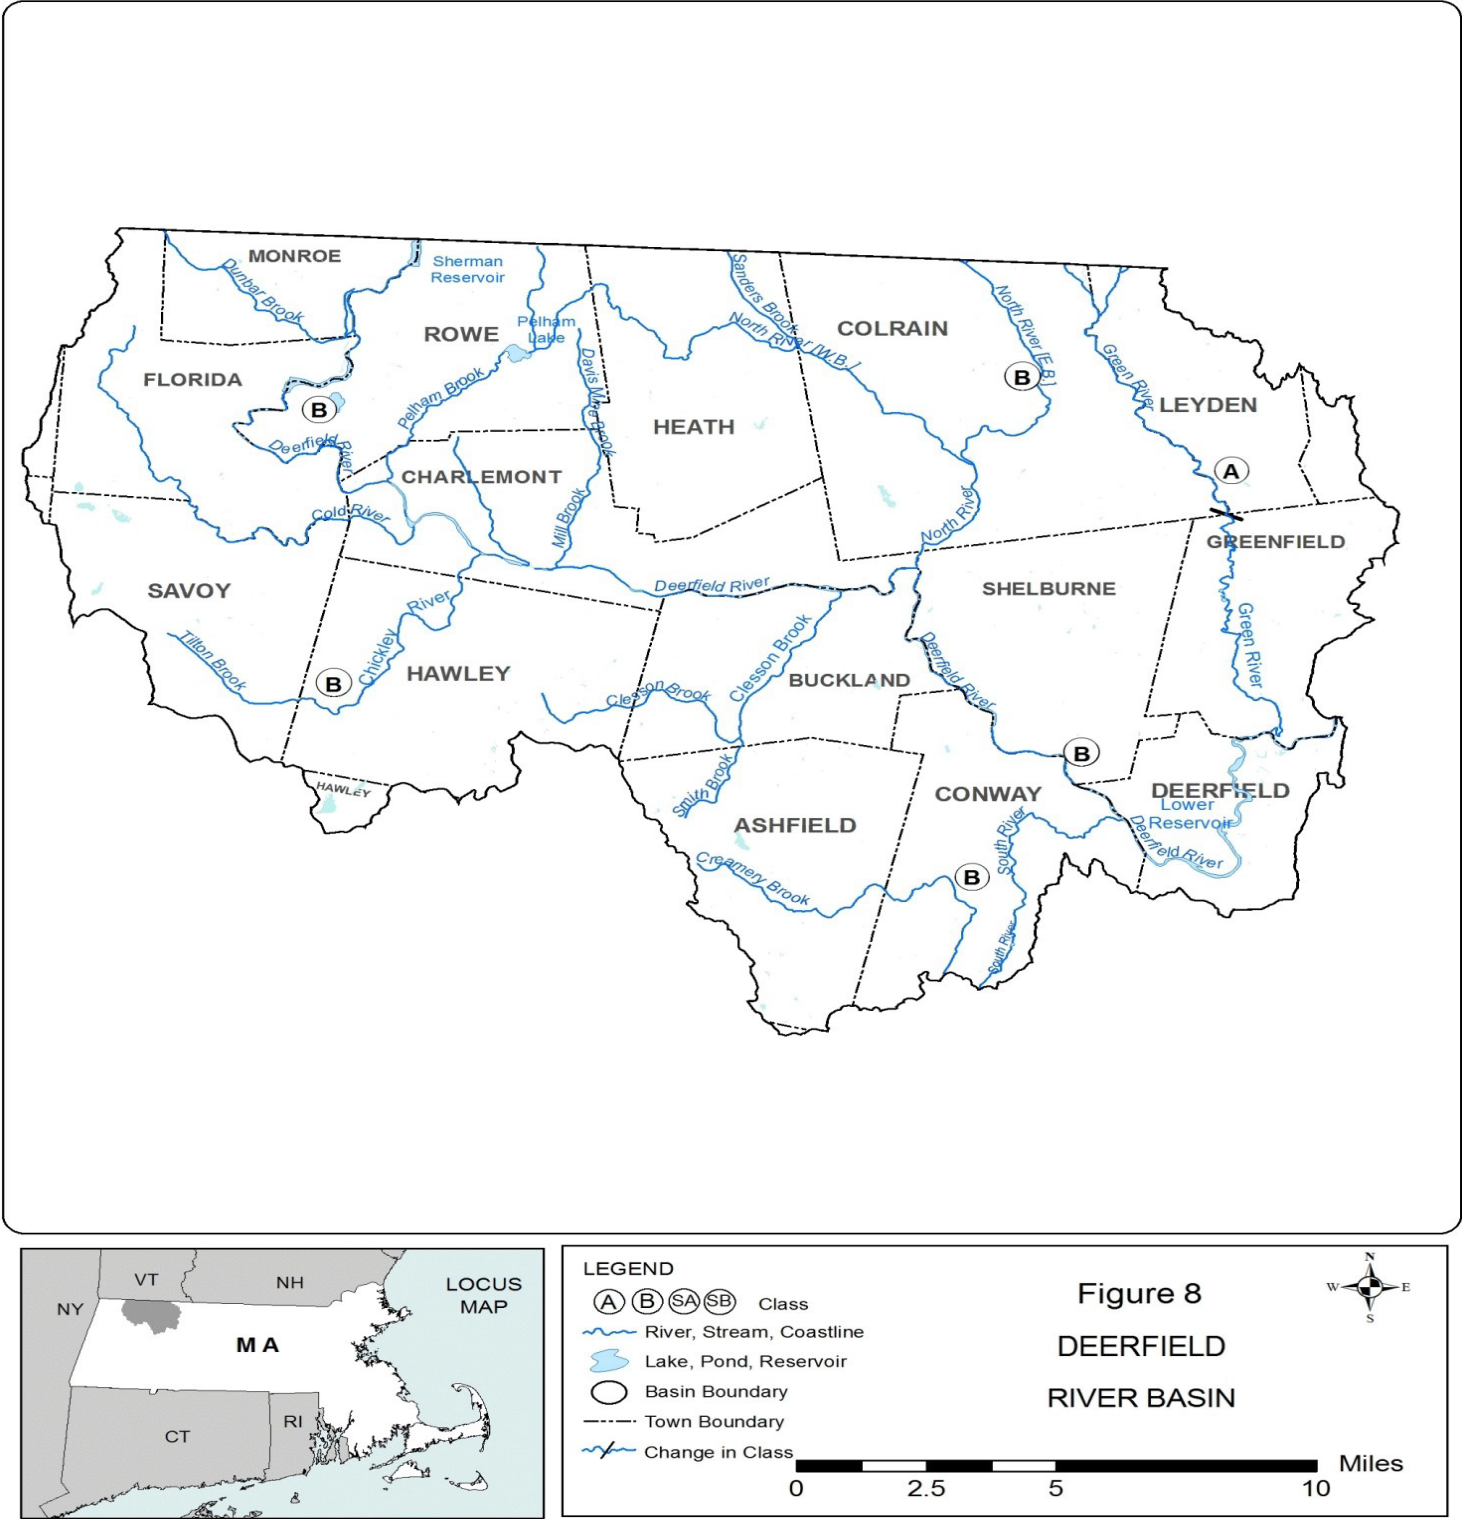 MONROE
Sherman
Reservoir
Dunbar Brook
ROWE
Pelham
Lake
Sanders Brook
North River [W.B.]
COLRAIN
North River [E.B.]
B
Green River
LEYDEN
FLORIDA
B
Pelham Brook
Davis Mine Brook
HEATH
Deerfield River
CHARLEMONT
A
Cold River
Mill Brook
North River
GREENFIELD
SAVOY
Deerfield River
SHELBURNE
Chickley River
Tilton Brook
B
HAWLEY
Clesson Brook
Clesson Brook
BUCKLAND
Deerfield River
Green River
B
HAWLEY
Smith Brook
ASHFIELD
CONWAY
DEERFIELD
Lower
Reservoir
South River
Deerfield River
Creamery Brook
B
South River
NY
VT
NH
LOCUS
MAP
MA
CT
RI
LEGEND
A B SA SB Class
River, Stream, Coastline
Lake, Pond, Reservoir
Basin Boundary
Town Boundary
Change in Class
Figure 8
DEERFIELD
RIVER BASIN
N
W E
S
Miles
0 2.5 5 10